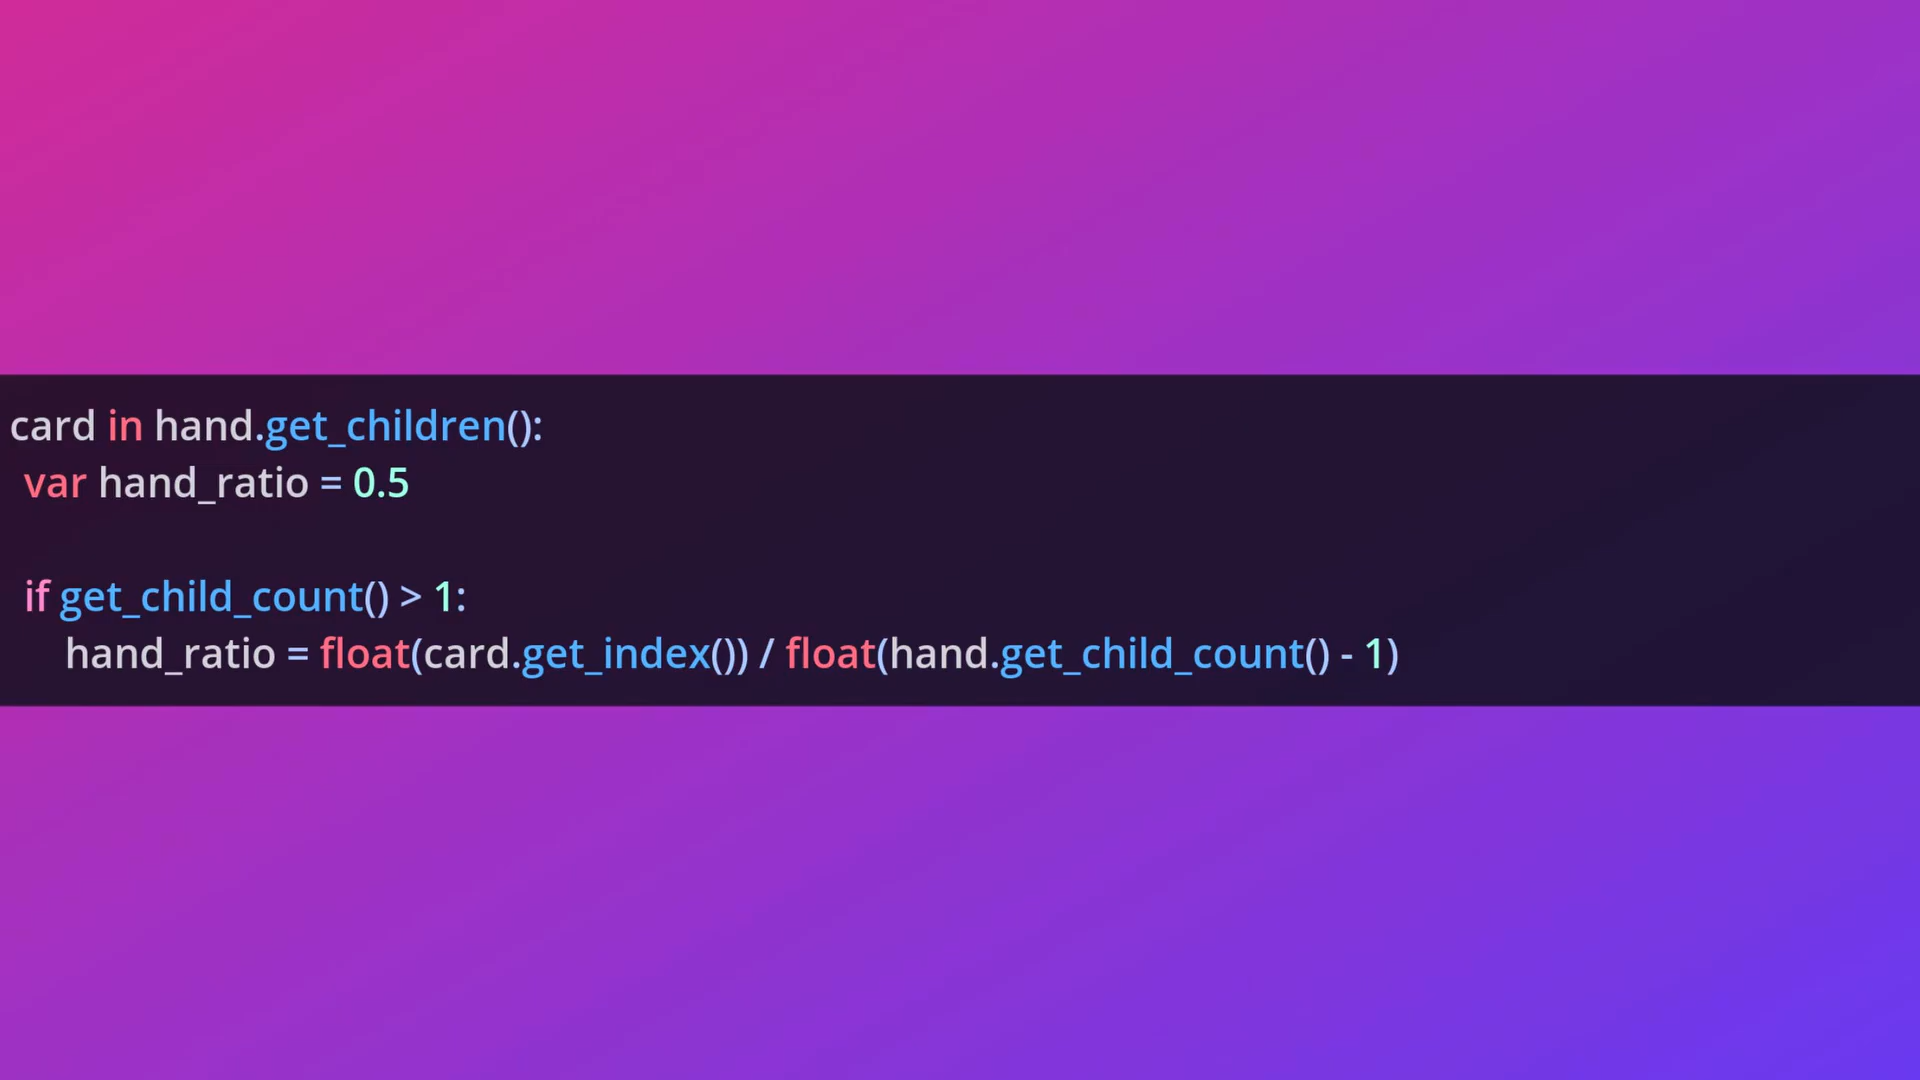 card in hand.get_children():
var hand_ratio = 0.5
if get_child_count() > 1:
hand_ratio = float(card.get_index()) / float(hand.get_child_count() - 1)